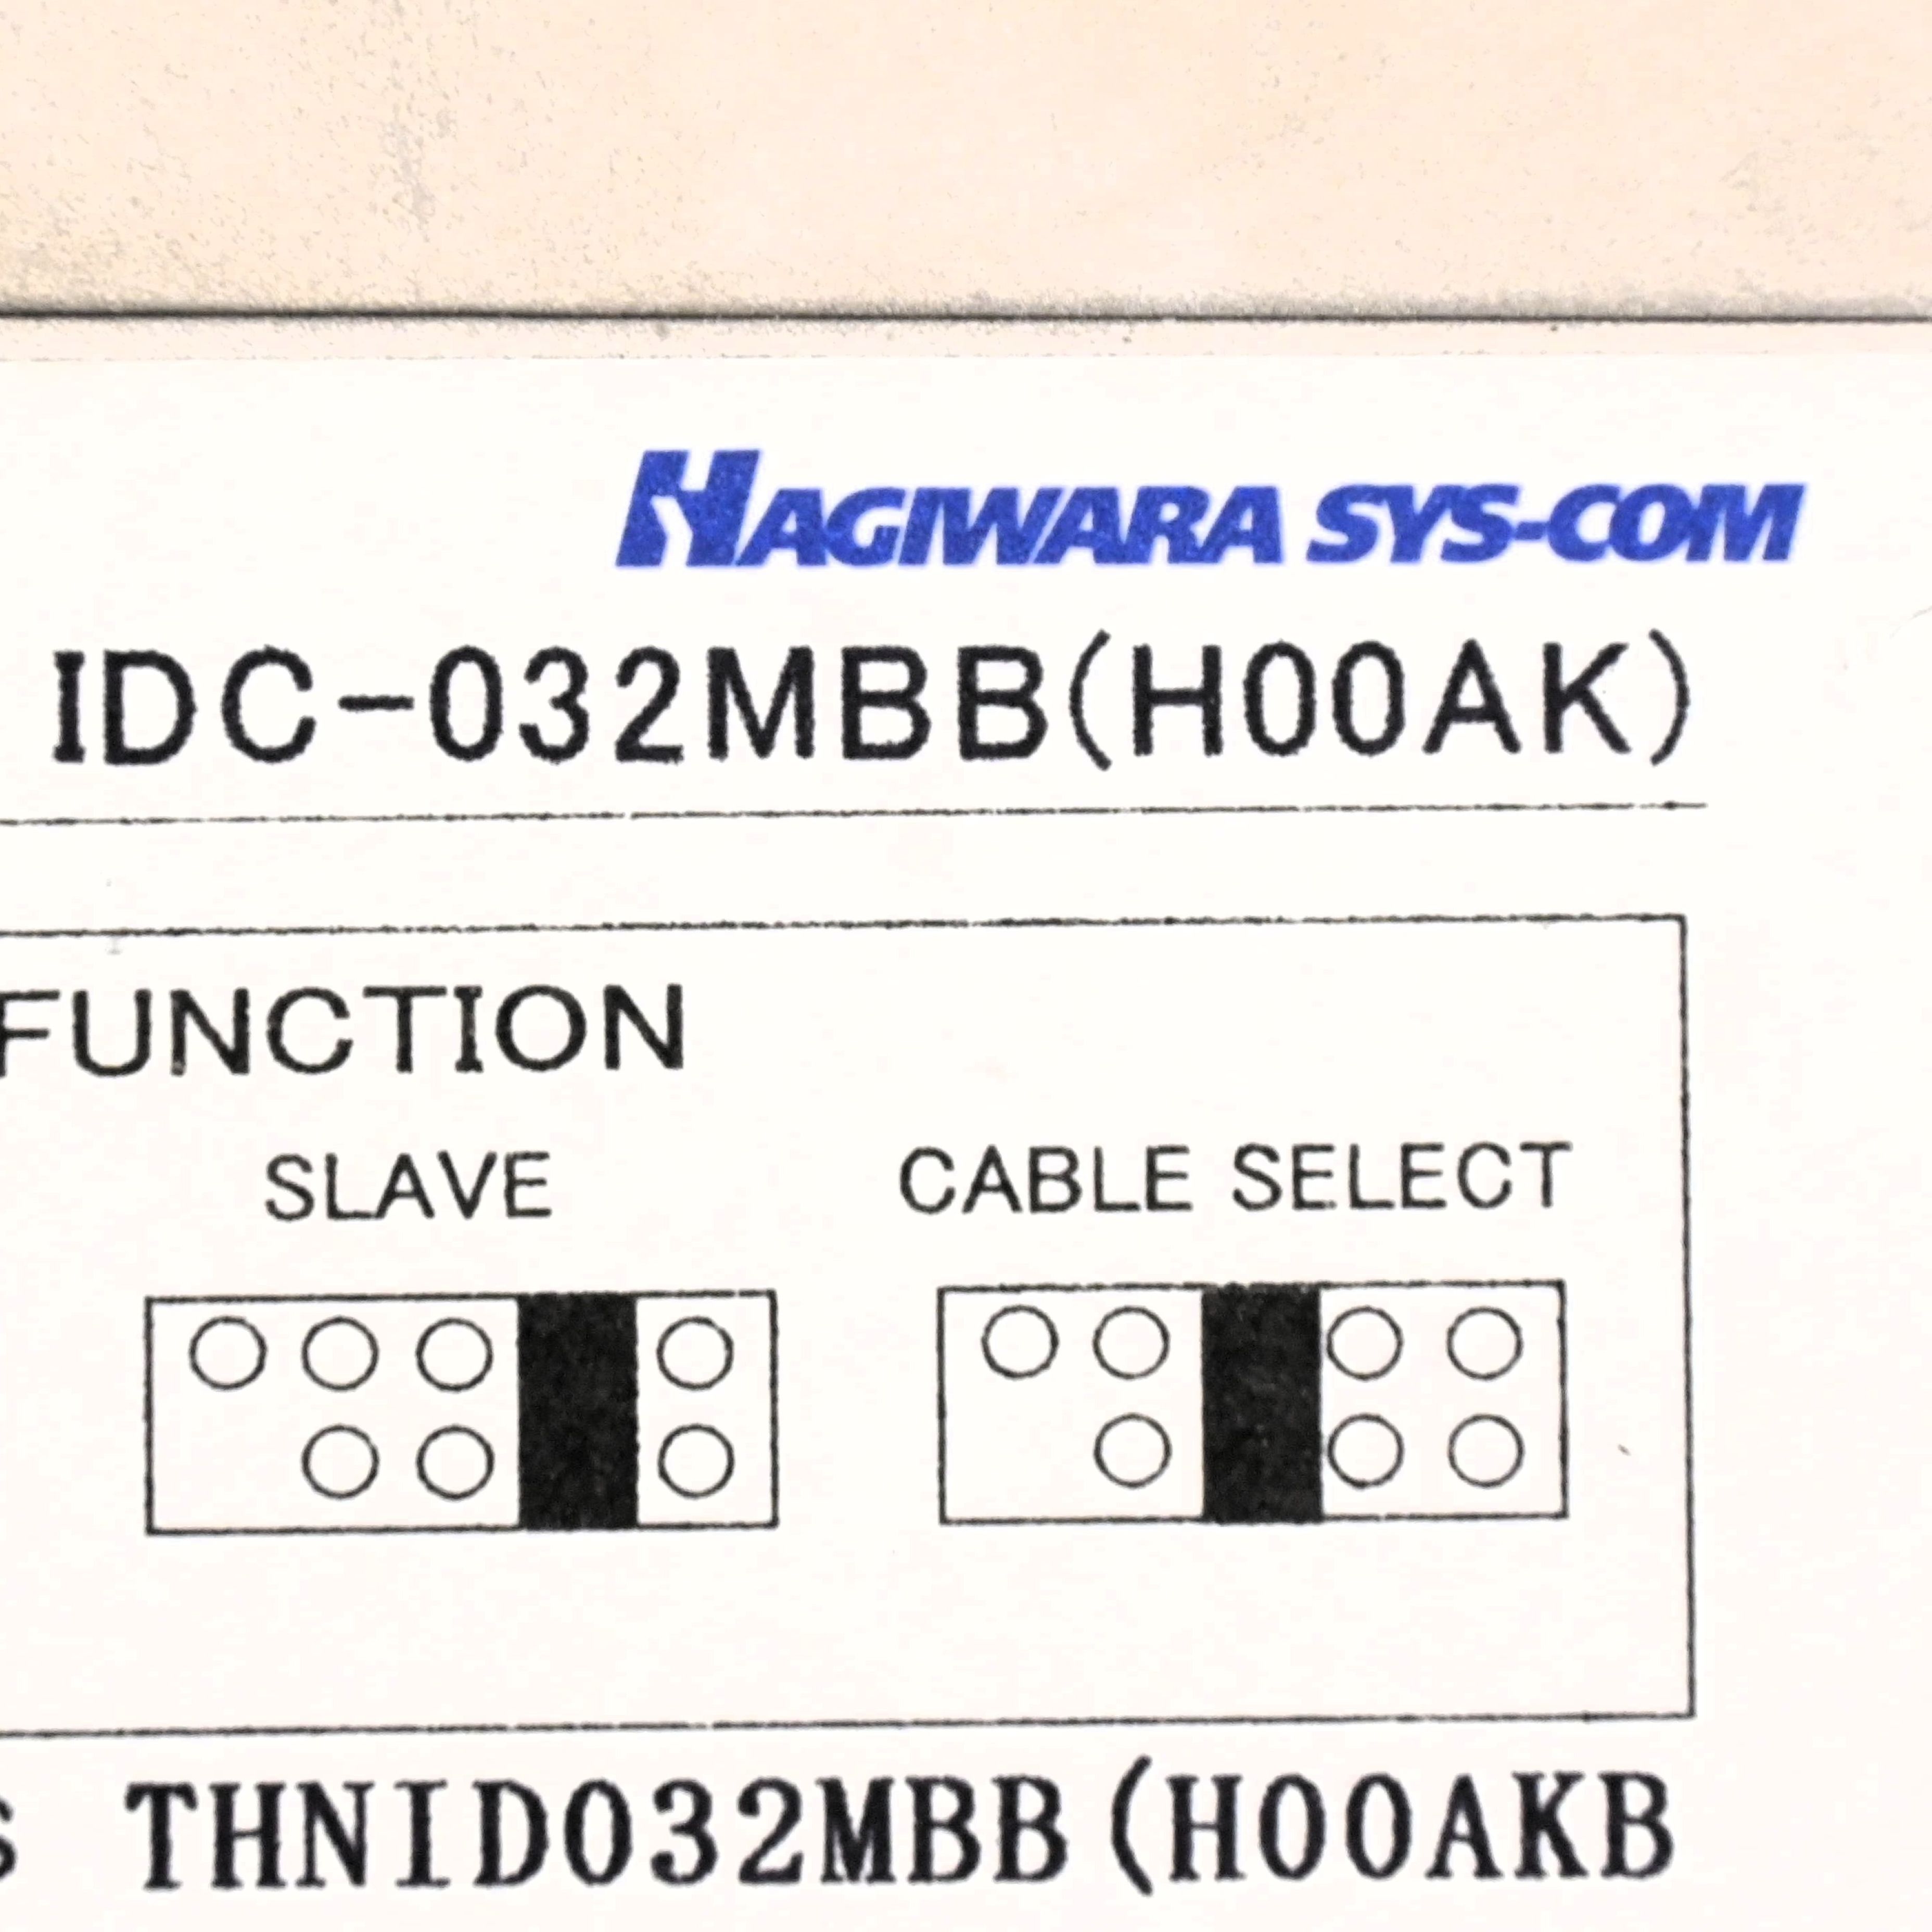 HAGIWARA SYS-COM
IDC-032MBB(H00AK)
FUNCTION
SLAVE
CABLE SELECT
THNID032MBB(H00AKB